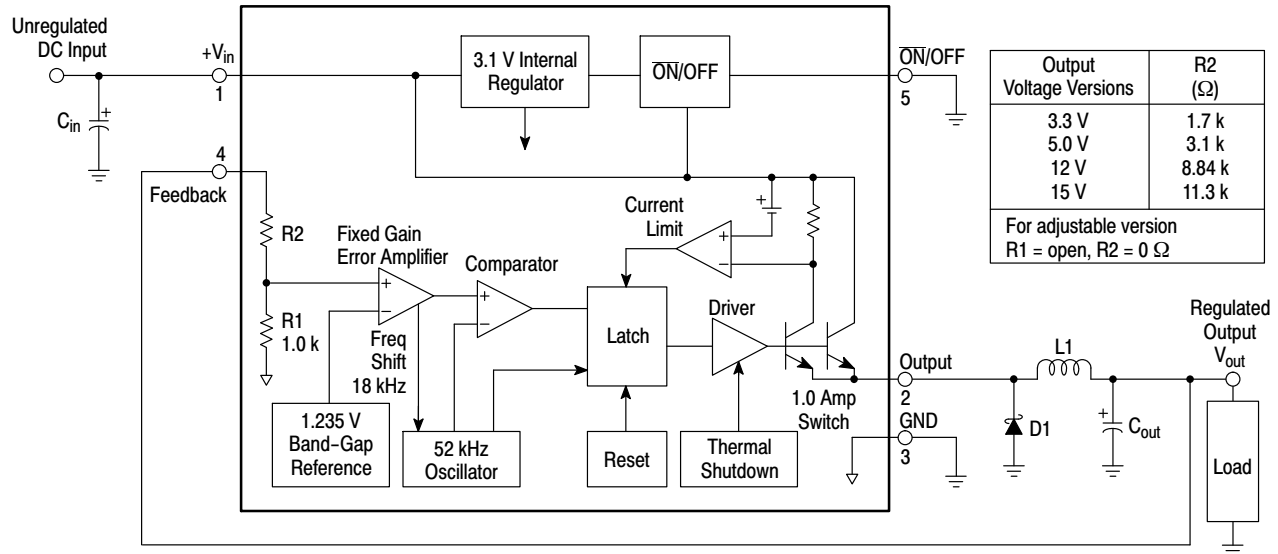 Unregulated
DC Input
+Vin
1
Cin
+
4
Feedback
3.1 V Internal
Regulator
ON/OFF
ON/OFF
5
Output
Voltage Versions
R2
(Ω)
3.3 V
1.7 k
5.0 V
3.1 k
12 V
8.84 k
15 V
11.3 k
For adjustable version
R1 = open, R2 = 0 Ω
R2
R1
1.0 k
Fixed Gain
Error Amplifier
+
−
Freq
Shift
18 kHz
Comparator
+
−
Current
Limit
+
−
+
Latch
Driver
1.0 Amp
Switch
1.235 V
Band−Gap
Reference
52 kHz
Oscillator
Reset
Thermal
Shutdown
Output
2
GND
3
L1
D1
+
Cout
Regulated
Output
Vout
Load